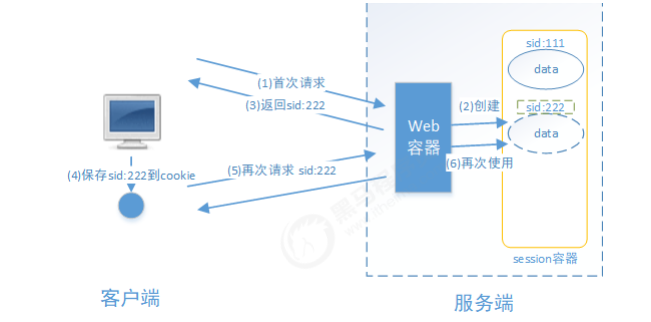 sid:111
data
(1)首次请求
(3)返回sid:222
(2)创建
sid:222
data
Web
容器
(4)保存sid:222到cookie
(5)再次请求 sid:222
(6)再次使用
session容器
客户端
服务端